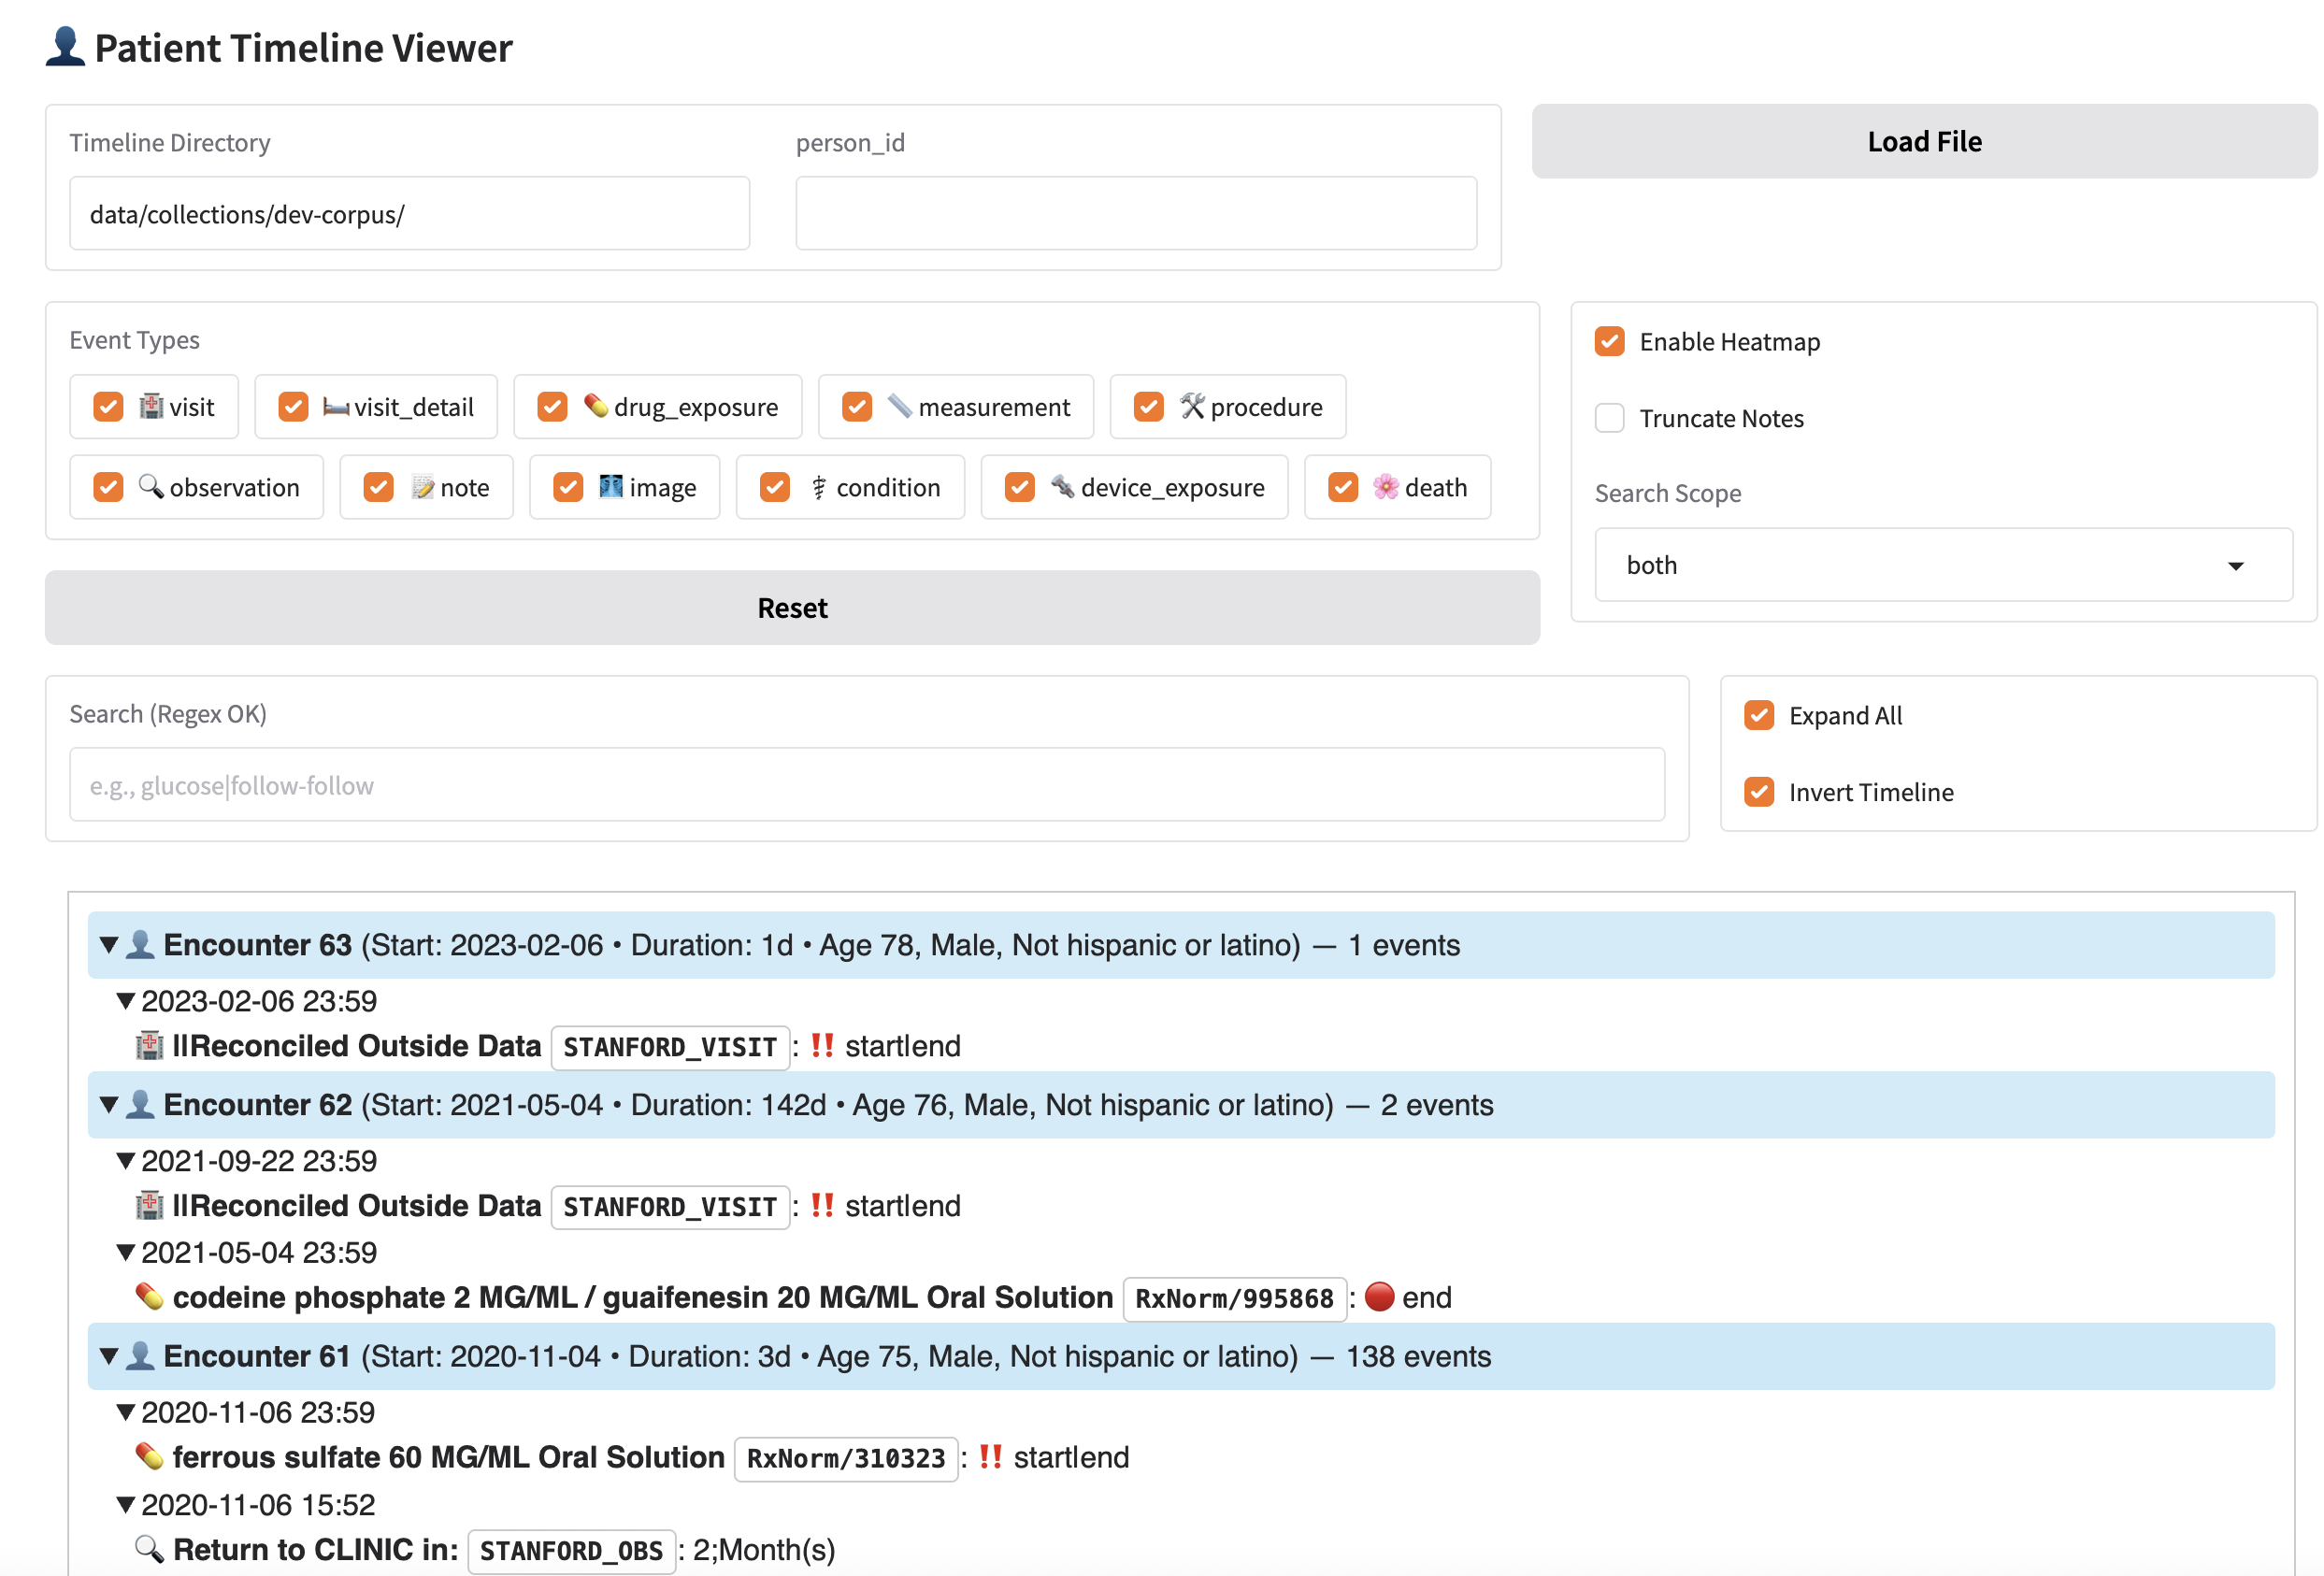 Patient Timeline Viewer
Timeline Directory
person_id
Load File
data/collections/dev-corpus/
Event Types
visit
visit_detail
drug_exposure
measurement
procedure
observation
note
image
condition
device_exposure
death
Enable Heatmap
Truncate Notes
Search Scope
both
Reset
Search (Regex OK)
e.g., glucose|follow-follow
Expand All
Invert Timeline
Encounter 63 (Start: 2023-02-06 • Duration: 1d • Age 78, Male, Not hispanic or latino) — 1 events
2023-02-06 23:59
||Reconciled Outside Data STANFORD_VISIT : ‼ start|end
Encounter 62 (Start: 2021-05-04 • Duration: 142d • Age 76, Male, Not hispanic or latino) — 2 events
2021-09-22 23:59
||Reconciled Outside Data STANFORD_VISIT : ‼ start|end
2021-05-04 23:59
codeine phosphate 2 MG/ML / guaifenesin 20 MG/ML Oral Solution RxNorm/995868 : end
Encounter 61 (Start: 2020-11-04 • Duration: 3d • Age 75, Male, Not hispanic or latino) — 138 events
2020-11-06 23:59
ferrous sulfate 60 MG/ML Oral Solution RxNorm/310323 : ‼ start|end
2020-11-06 15:52
Return to CLINIC in: STANFORD_OBS : 2;Month(s)